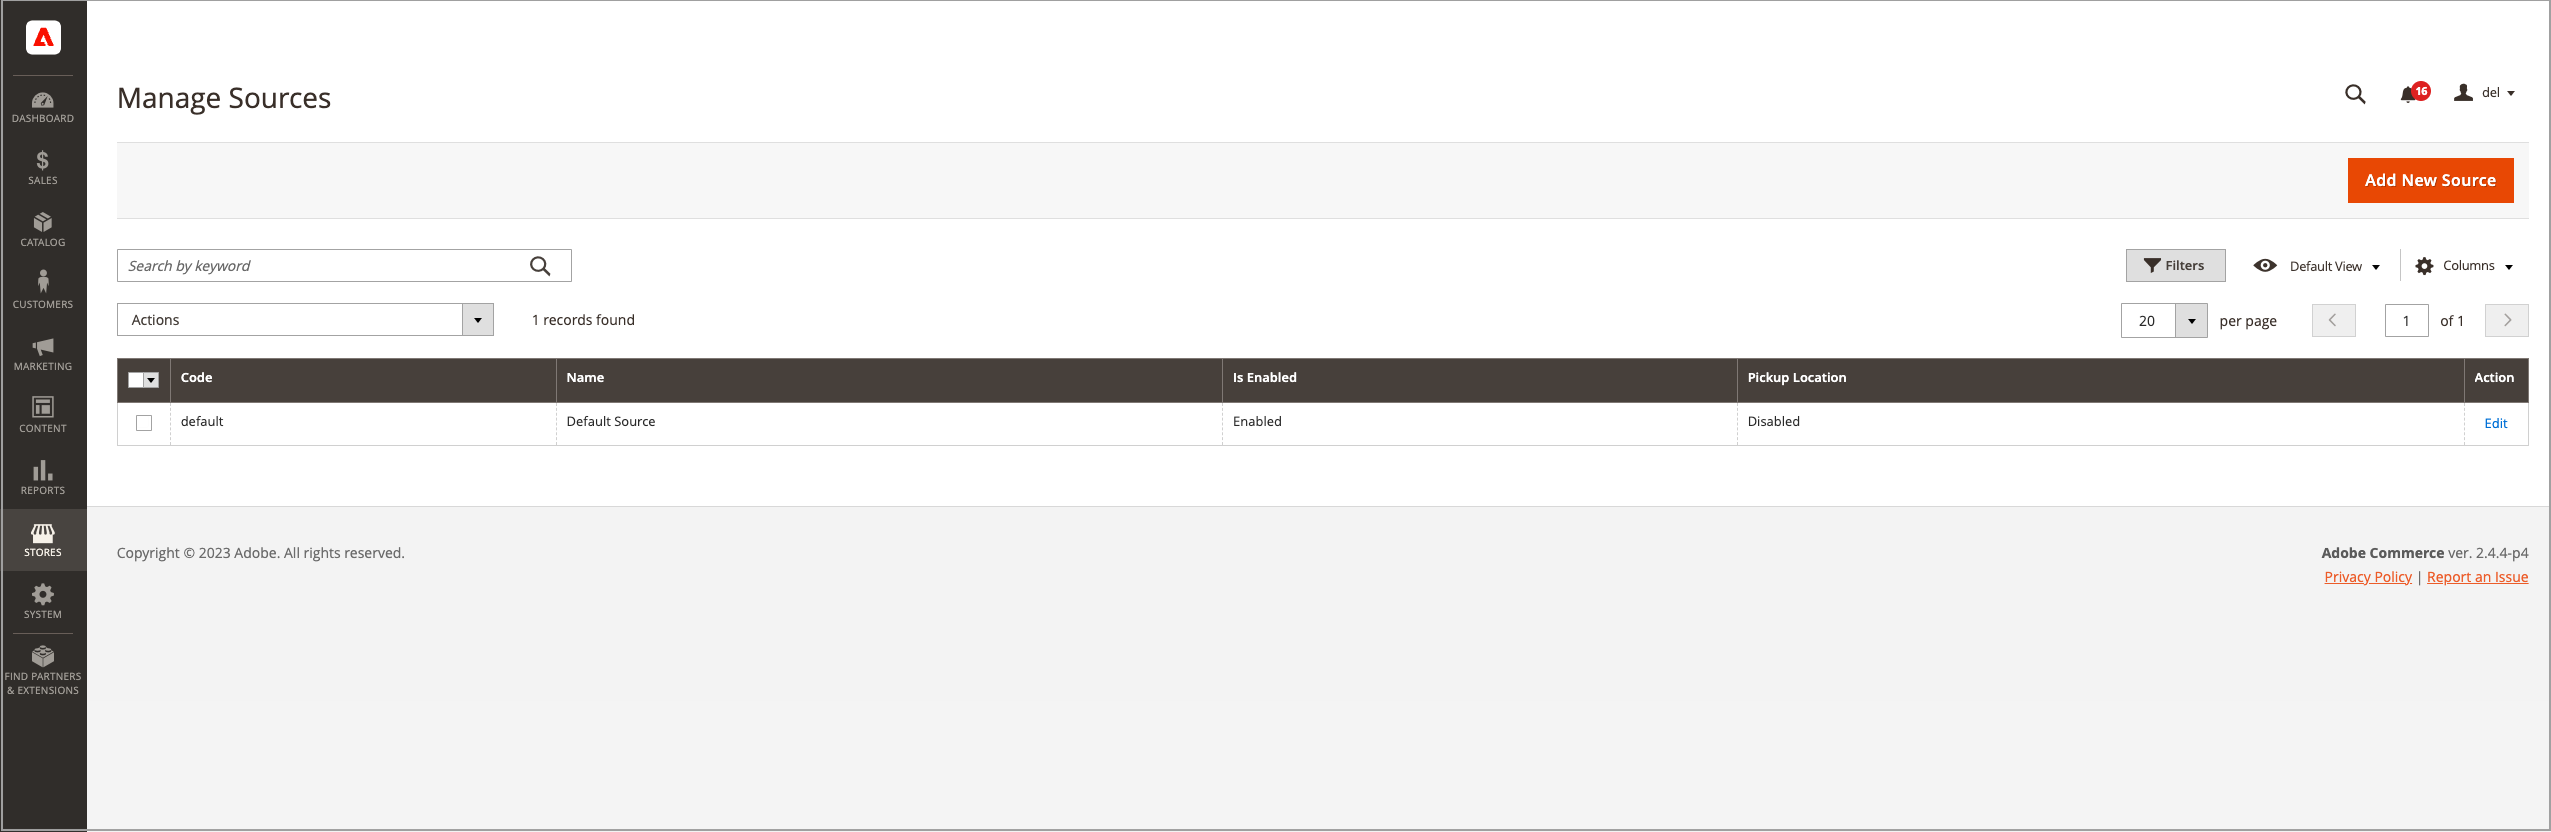 Manage Sources
16
del
DASHBOARD
SALES
CATALOG
CUSTOMERS
MARKETING
CONTENT
REPORTS
STORES
SYSTEM
FIND PARTNERS
& EXTENSIONS
Add New Source
Search by keyword
Filters
Default View
Columns
Actions
1 records found
20
per page
1
of 1
Code Name Is Enabled Pickup Location Action
default Default Source Enabled Disabled Edit
Copyright © 2023 Adobe. All rights reserved.
Adobe Commerce ver. 2.4.4-p4
Privacy Policy | Report an Issue